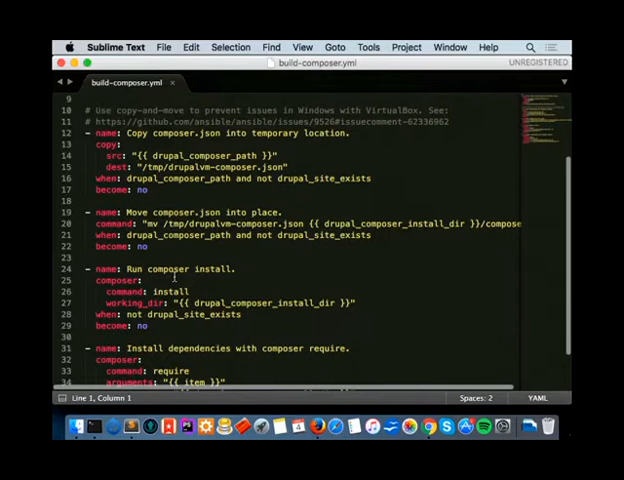 Sublime Text File Edit Selection Find View Goto Tools Project Window Help
build-composer.yml UNREGISTERED
build-composer.yml ×
9
10 # Use copy-and-move to prevent issues in Windows with VirtualBox. See:
11 # https://github.com/ansible/ansible/issues/9526#issuecomment-62336962
12 - name: Copy composer.json into temporary location.
13 copy:
14 src: "{{ drupal_composer_path }}"
15 dest: "/tmp/drupalvm-composer.json"
16 when: drupal_composer_path and not drupal_site_exists
17 become: no
18
19 - name: Move composer.json into place.
20 command: "mv /tmp/drupalvm-composer.json {{ drupal_composer_install_dir }}/compose
21 when: drupal_composer_path and not drupal_site_exists
22 become: no
23
24 - name: Run composer install.
25 composer:
26 command: install
27 working_dir: "{{ drupal_composer_install_dir }}"
28 when: not drupal_site_exists
29 become: no
30
31 - name: Install dependencies with composer require.
32 composer:
33 command: require
34 arguments: "{{ item }}"
Line 1, Column 1 Spaces: 2 YAML